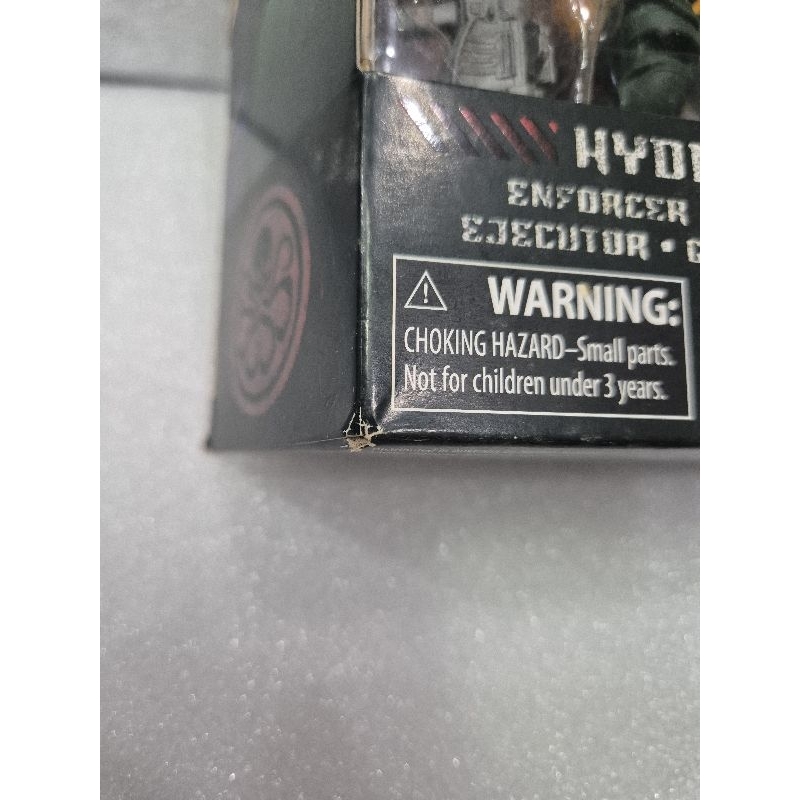 HYD
ENFORCER
EJECUTOR •
WARNING:
CHOKING HAZARD–Small parts.
Not for children under 3 years.